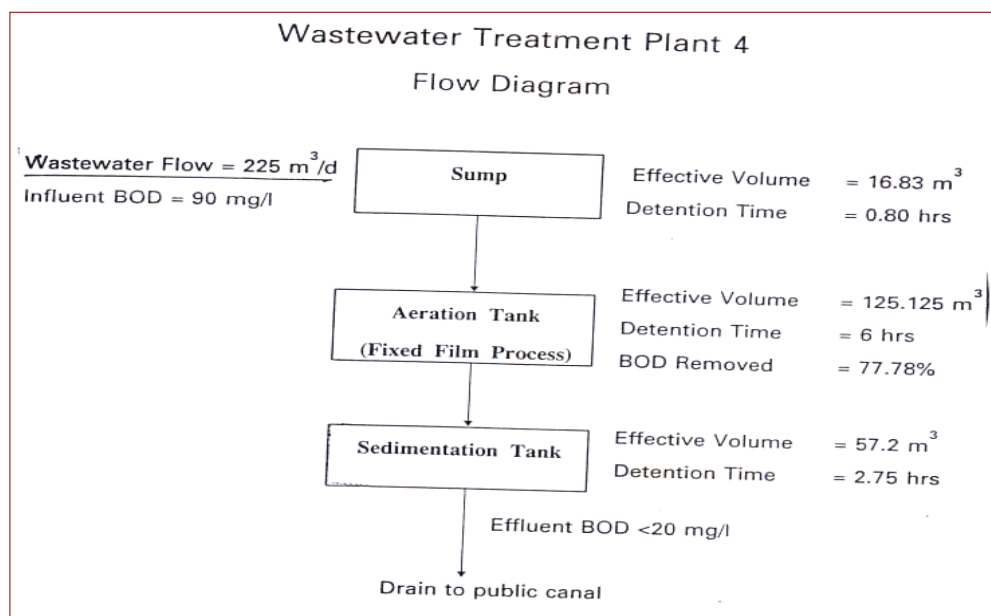 Wastewater Treatment Plant 4
Flow Diagram
Wastewater Flow = 225 m³/d
Influent BOD = 90 mg/l
Sump
Effective Volume = 16.83 m³
Detention Time = 0.80 hrs
Aeration Tank
(Fixed Film Process)
Effective Volume = 125.125 m³
Detention Time = 6 hrs
BOD Removed = 77.78%
Sedimentation Tank
Effective Volume = 57.2 m³
Detention Time = 2.75 hrs
Effluent BOD <20 mg/l
Drain to public canal